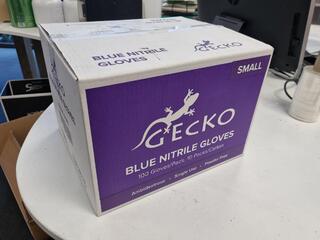 BLUE NITRILE
GLOVES
SMALL
GECKO
BLUE NITRILE GLOVES
100 Gloves/Pack, 10 Packs/Carton
Ambidextrous • Single Use • Powder Free